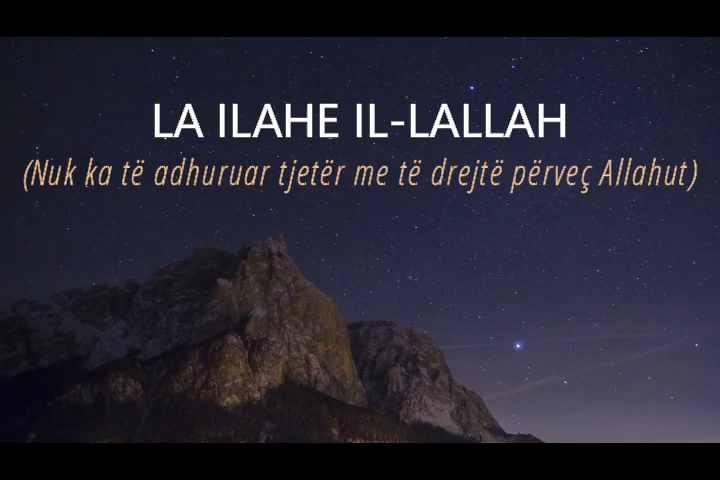 LA ILAHE IL-LALLAH
(Nuk ka të adhuruar tjetër me të drejtë përveç Allahut)